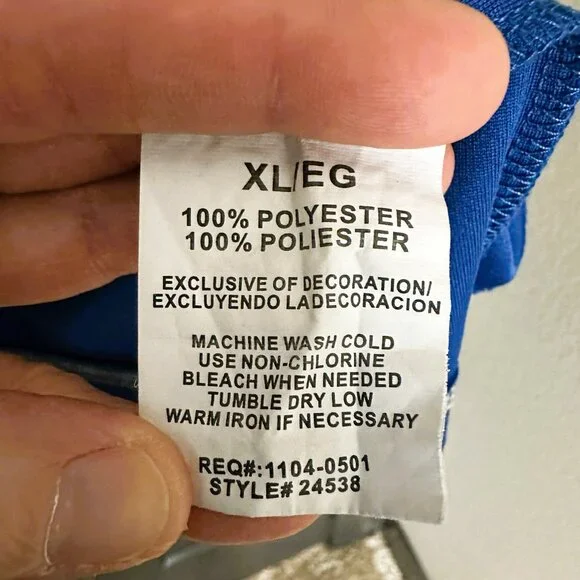 XL/EG
100% POLYESTER
100% POLIESTER
EXCLUSIVE OF DECORATION/
EXCLUYENDO LADECORACION
MACHINE WASH COLD
USE NON-CHLORINE
BLEACH WHEN NEEDED
TUMBLE DRY LOW
WARM IRON IF NECESSARY
REQ#:1104-0501
STYLE# 24538